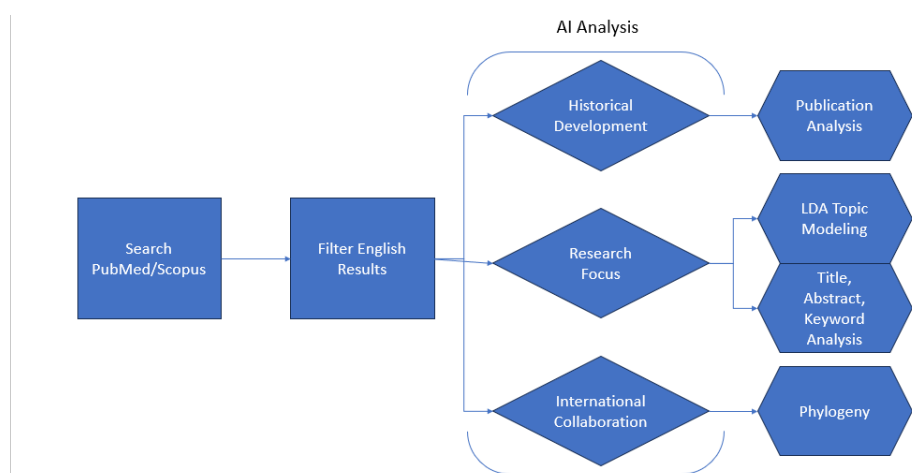 AI Analysis
Historical
Development
Publication
Analysis
Search
PubMed/Scopus
Filter English
Results
Research
Focus
LDA Topic
Modeling
Title,
Abstract,
Keyword
Analysis
International
Collaboration
Phylogeny